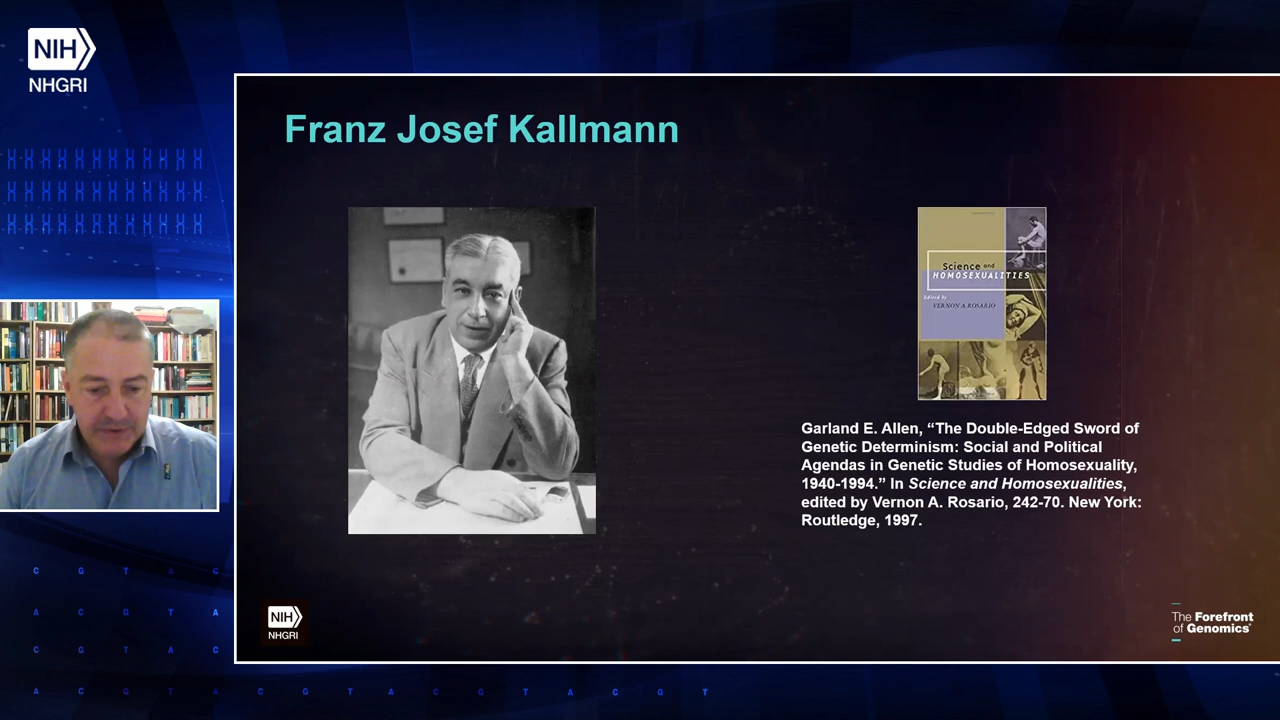 NIH
NHGRI
Franz Josef Kallmann
Science and
HOMOSEXUALITIES
Edited by
VERNON A. ROSARIO
Garland E. Allen, “The Double-Edged Sword of
Genetic Determinism: Social and Political
Agendas in Genetic Studies of Homosexuality,
1940-1994.” In Science and Homosexualities,
edited by Vernon A. Rosario, 242-70. New York:
Routledge, 1997.
C G T A C
A C G T A
C G T A C
A C G T A C G T A C G T A C G T
NIH
NHGRI
The Forefront
of Genomics®